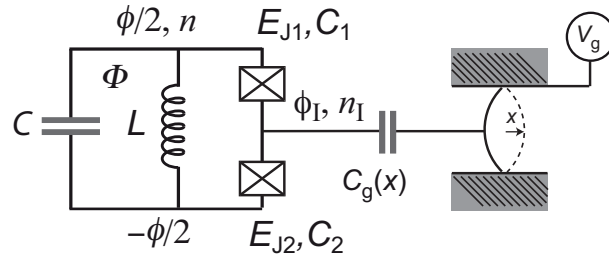 ϕ/2, n
E_J1, C_1
V_g
Φ
C
L
ϕ_I, n_I
x
C_g(x)
−ϕ/2
E_J2, C_2